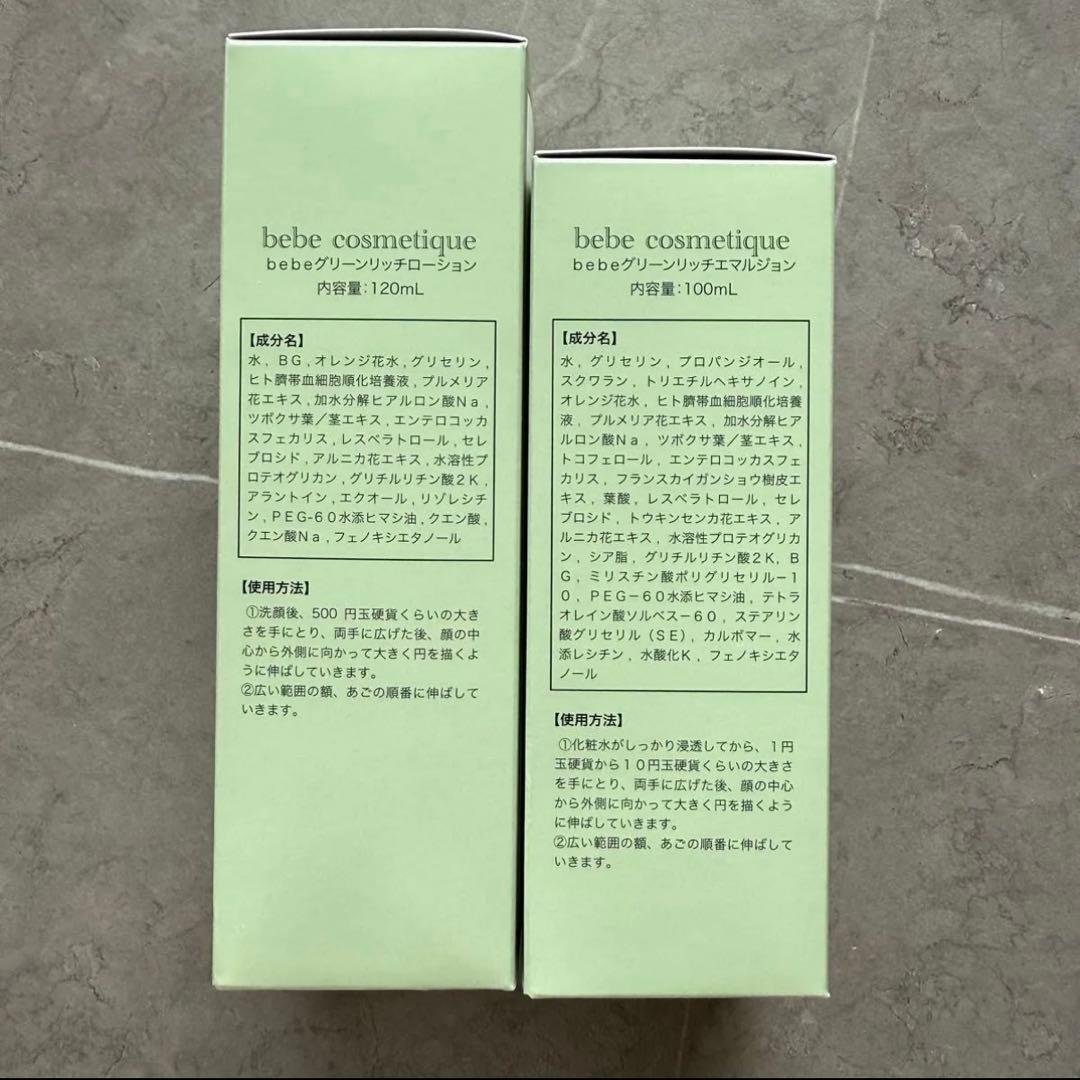 bebe cosmetique
bebeグリーンリッチローション
内容量：120mL
【成分名】
水，BG，オレンジ花水，グリセリン，
ヒト臍帯血細胞順化培養液，プルメリア
花エキス，加水分解ヒアルロン酸Na，
ツボクサ葉／茎エキス，エンテロコッカ
スフェカリス，レスベラトロール，セレ
ブロシド，アルニカ花エキス，水溶性プ
ロテオグリカン，グリチルリチン酸2K，
アラントイン，エクオール，リゾレシチ
ン，PEG-60水添ヒマシ油，クエン酸，
クエン酸Na，フェノキシエタノール
【使用方法】
①洗顔後、500 円玉硬貨くらいの大き
さを手にとり、両手に広げた後、顔の中
心から外側に向かって大きく円を描くよ
うに伸ばしていきます。
②広い範囲の額、あごの順番に伸ばして
いきます。
bebe cosmetique
bebeグリーンリッチエマルジョン
内容量：100mL
【成分名】
水，グリセリン，プロパンジオール，
スクワラン，トリエチルヘキサノイン，
オレンジ花水，ヒト臍帯血細胞順化培養
液，プルメリア花エキス，加水分解ヒア
ルロン酸Na，ツボクサ葉／茎エキス，
トコフェロール，エンテロコッカスフェ
カリス，フランスカイガンショウ樹皮エ
キス，葉酸，レスベラトロール，セレ
ブロシド，トウキンセンカ花エキス，ア
ルニカ花エキス，水溶性プロテオグリカ
ン，シア脂，グリチルリチン酸2K，B
G，ミリスチン酸ポリグリセリル－1
0，PEG－60水添ヒマシ油，テトラ
オレイン酸ソルベス－60，ステアリン
酸グリセリル（SE），カルボマー，水
添レシチン，水酸化K，フェノキシエタ
ノール
【使用方法】
①化粧水がしっかり浸透してから、1円
玉硬貨から10円玉硬貨くらいの大きさ
を手にとり、両手に広げた後、顔の中心
から外側に向かって大きく円を描くよう
に伸ばしていきます。
②広い範囲の額、あごの順番に伸ばして
いきます。